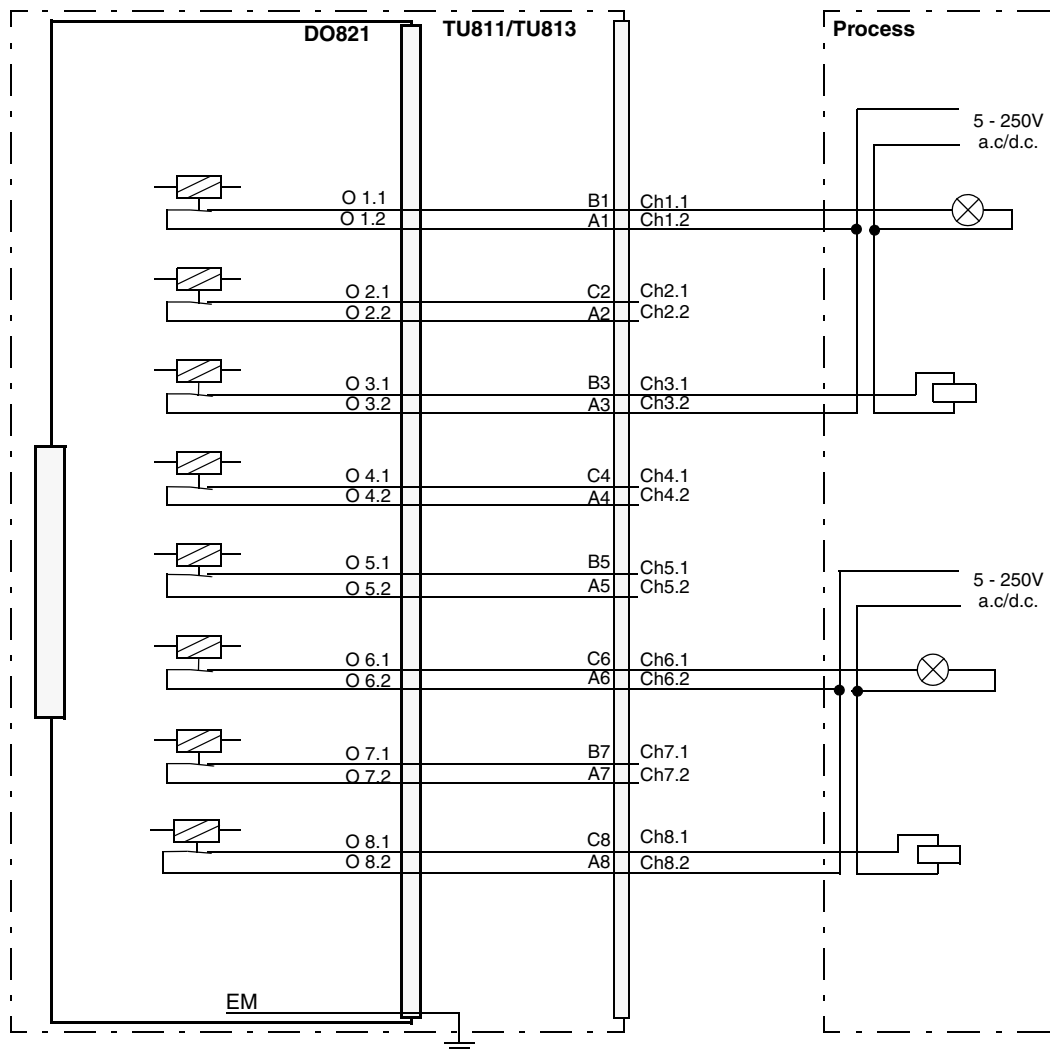 DO821 TU811/TU813 Process
5 - 250V
a.c/d.c.
O 1.1 B1 Ch1.1
O 1.2 A1 Ch1.2
O 2.1 C2 Ch2.1
O 2.2 A2 Ch2.2
O 3.1 B3 Ch3.1
O 3.2 A3 Ch3.2
O 4.1 C4 Ch4.1
O 4.2 A4 Ch4.2
O 5.1 B5 Ch5.1
5 - 250V
O 5.2 A5 Ch5.2
a.c/d.c.
O 6.1 C6 Ch6.1
O 6.2 A6 Ch6.2
O 7.1 B7 Ch7.1
O 7.2 A7 Ch7.2
O 8.1 C8 Ch8.1
O 8.2 A8 Ch8.2
EM